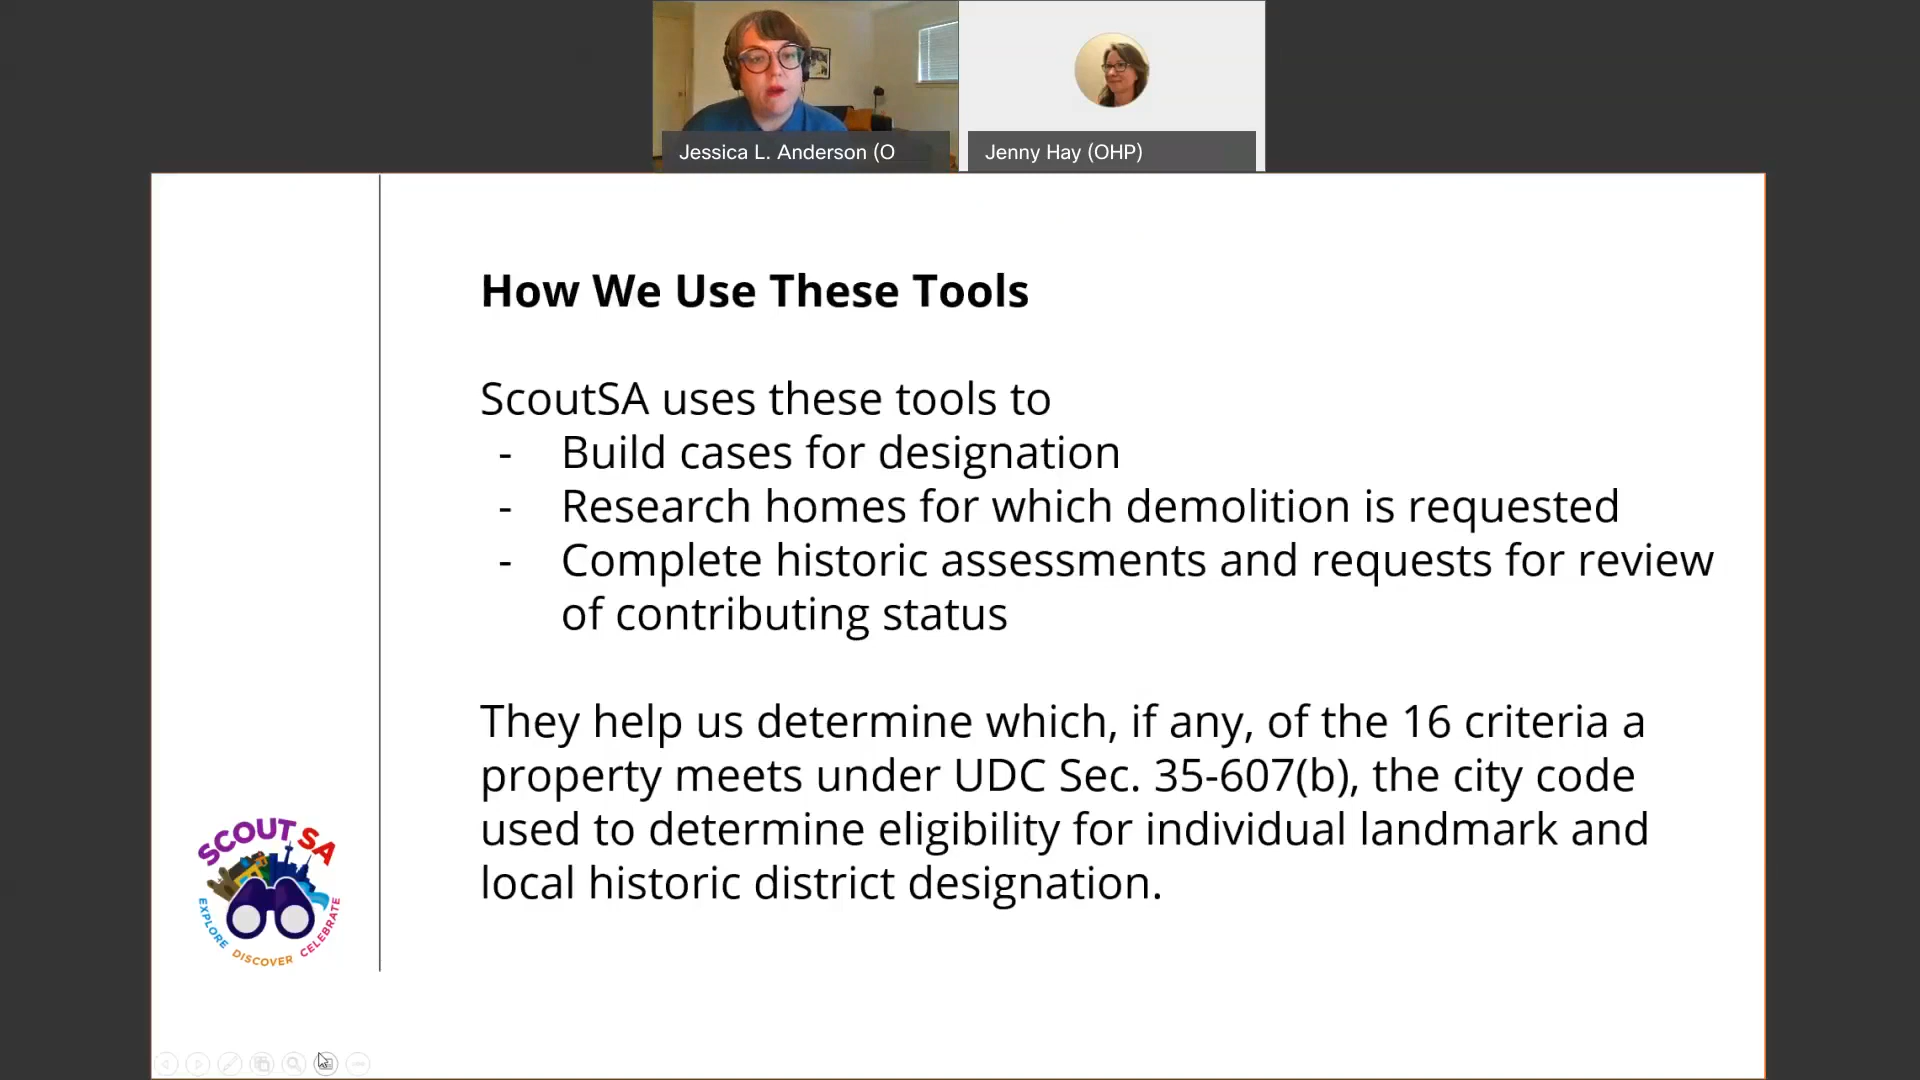 Jessica L. Anderson (O
Jenny Hay (OHP)
How We Use These Tools
ScoutSA uses these tools to
- Build cases for designation
- Research homes for which demolition is requested
- Complete historic assessments and requests for review
of contributing status
They help us determine which, if any, of the 16 criteria a
property meets under UDC Sec. 35-607(b), the city code
used to determine eligibility for individual landmark and
local historic district designation.
SCOUT SA
EXPLORE DISCOVER CELEBRATE